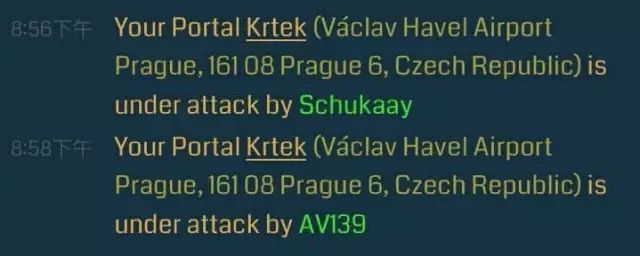 8:56下午 Your Portal Krtek (Václav Havel Airport
Prague, 161 08 Prague 6, Czech Republic) is
under attack by Schukaay
8:58下午 Your Portal Krtek (Václav Havel Airport
Prague, 161 08 Prague 6, Czech Republic) is
under attack by AV139